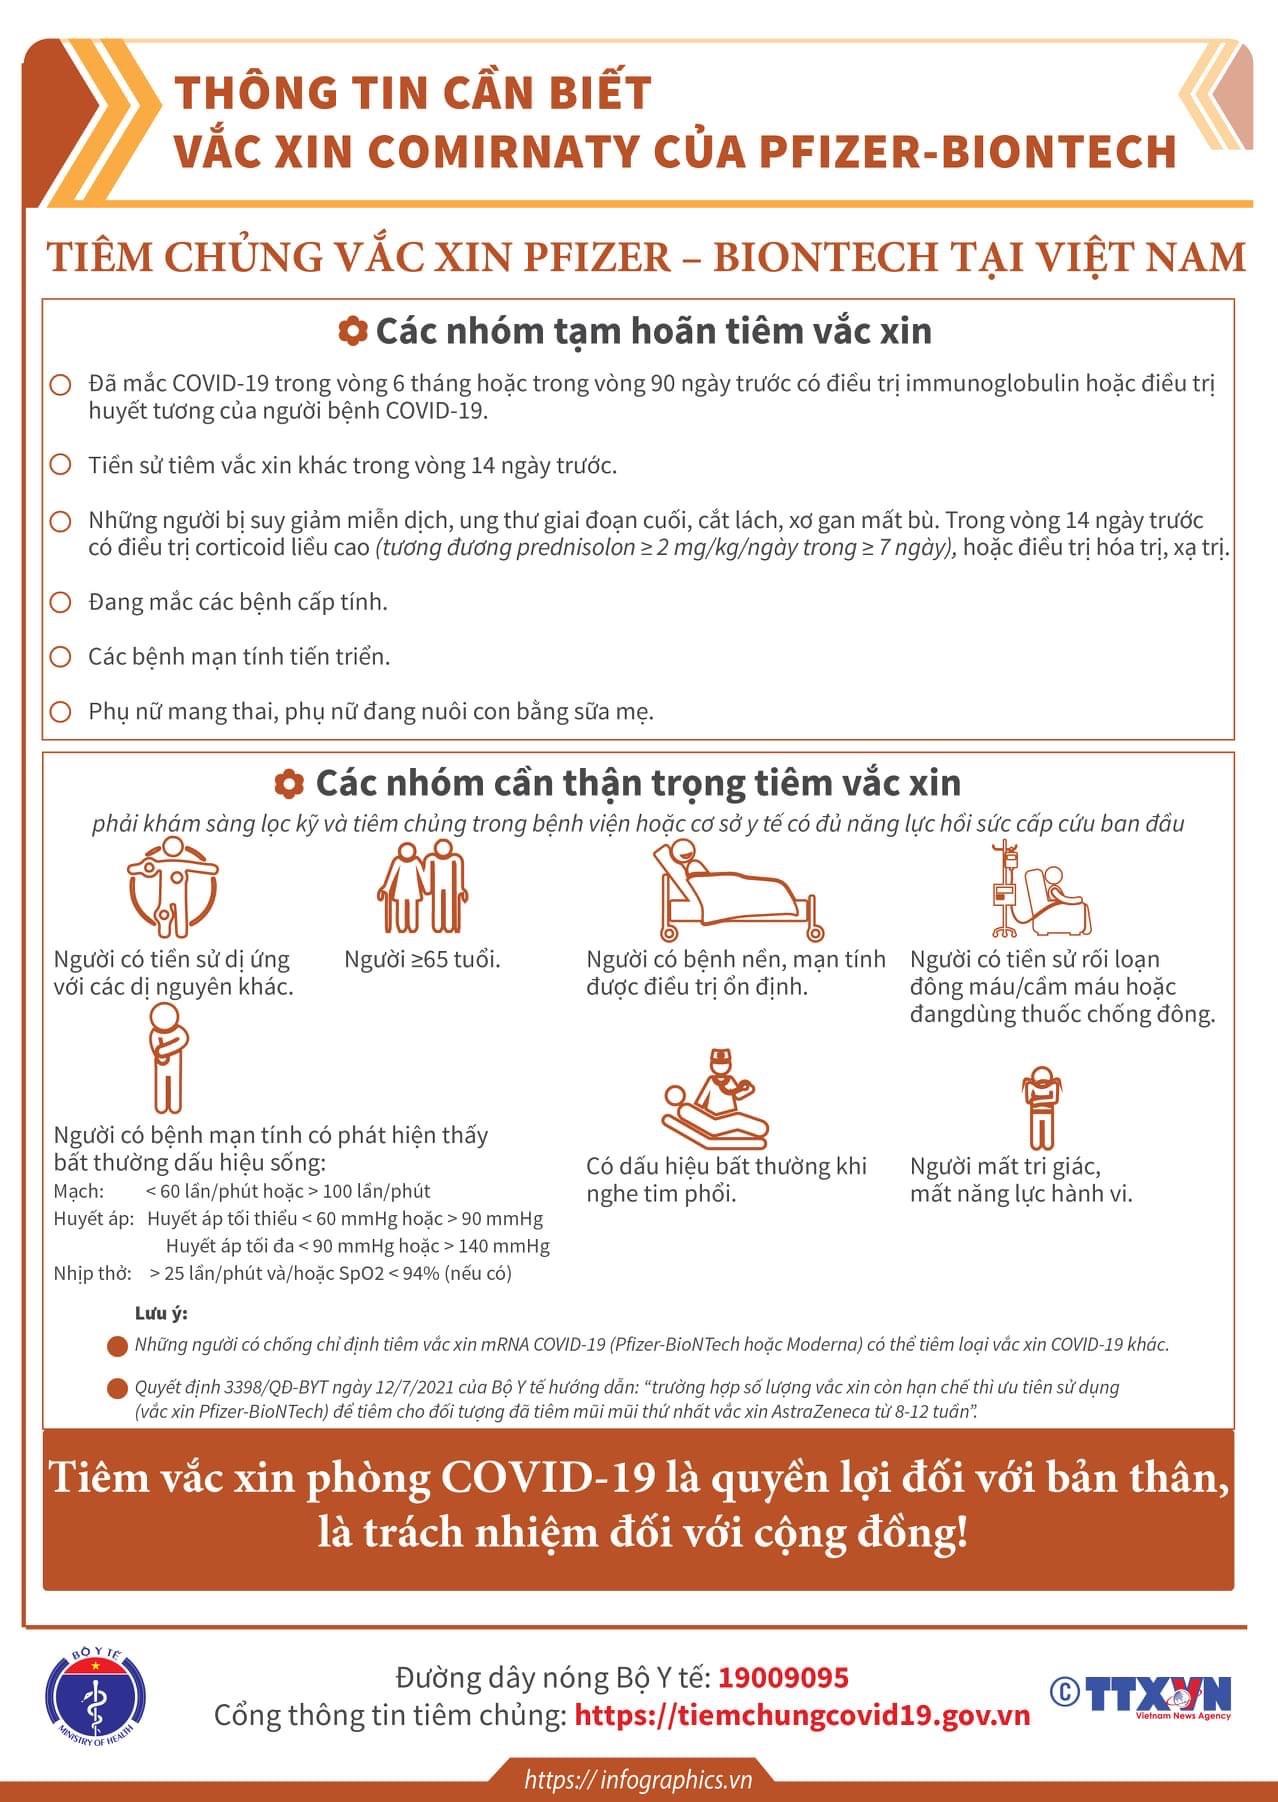 THÔNG TIN CẦN BIẾT
VẮC XIN COMIRNATY CỦA PFIZER-BIONTECH
TIÊM CHỦNG VẮC XIN PFIZER – BIONTECH TẠI VIỆT NAM
Các nhóm tạm hoãn tiêm vắc xin
Đã mắc COVID-19 trong vòng 6 tháng hoặc trong vòng 90 ngày trước có điều trị immunoglobulin hoặc điều trị
huyết tương của người bệnh COVID-19.
Tiền sử tiêm vắc xin khác trong vòng 14 ngày trước.
Những người bị suy giảm miễn dịch, ung thư giai đoạn cuối, cắt lách, xơ gan mất bù. Trong vòng 14 ngày trước
có điều trị corticoid liều cao (tương đương prednisolon ≥ 2 mg/kg/ngày trong ≥ 7 ngày), hoặc điều trị hóa trị, xạ trị.
Đang mắc các bệnh cấp tính.
Các bệnh mạn tính tiến triển.
Phụ nữ mang thai, phụ nữ đang nuôi con bằng sữa mẹ.
Các nhóm cần thận trọng tiêm vắc xin
phải khám sàng lọc kỹ và tiêm chủng trong bệnh viện hoặc cơ sở y tế có đủ năng lực hồi sức cấp cứu ban đầu
Người có tiền sử dị ứng
với các dị nguyên khác.
Người ≥65 tuổi.
Người có bệnh nền, mạn tính
được điều trị ổn định.
Người có tiền sử rối loạn
đông máu/cầm máu hoặc
đangdùng thuốc chống đông.
Người có bệnh mạn tính có phát hiện thấy
bất thường dấu hiệu sống:
Mạch: < 60 lần/phút hoặc > 100 lần/phút
Huyết áp: Huyết áp tối thiểu < 60 mmHg hoặc > 90 mmHg
Huyết áp tối đa < 90 mmHg hoặc > 140 mmHg
Nhịp thở: > 25 lần/phút và/hoặc SpO2 < 94% (nếu có)
Có dấu hiệu bất thường khi
nghe tim phổi.
Người mất tri giác,
mất năng lực hành vi.
Lưu ý:
Những người có chống chỉ định tiêm vắc xin mRNA COVID-19 (Pfizer-BioNTech hoặc Moderna) có thể tiêm loại vắc xin COVID-19 khác.
Quyết định 3398/QĐ-BYT ngày 12/7/2021 của Bộ Y tế hướng dẫn: “trường hợp số lượng vắc xin còn hạn chế thì ưu tiên sử dụng
(vắc xin Pfizer-BioNTech) để tiêm cho đối tượng đã tiêm mũi mũi thứ nhất vắc xin AstraZeneca từ 8-12 tuần”.
Tiêm vắc xin phòng COVID-19 là quyền lợi đối với bản thân,
là trách nhiệm đối với cộng đồng!
BỘ Y TẾ
MINISTRY OF HEALTH
Đường dây nóng Bộ Y tế: 19009095
Cổng thông tin tiêm chủng: https://tiemchungcovid19.gov.vn
© TTXVN
Vietnam News Agency
https:// infographics.vn